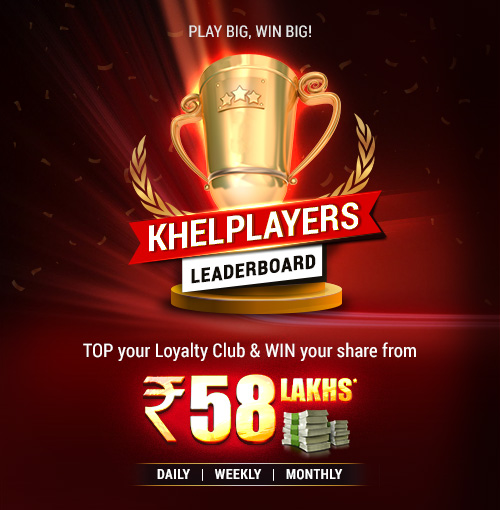 PLAY BIG, WIN BIG!
KHELPLAYERS
LEADERBOARD
TOP your Loyalty Club & WIN your share from
₹58 LAKHS*
DAILY | WEEKLY | MONTHLY